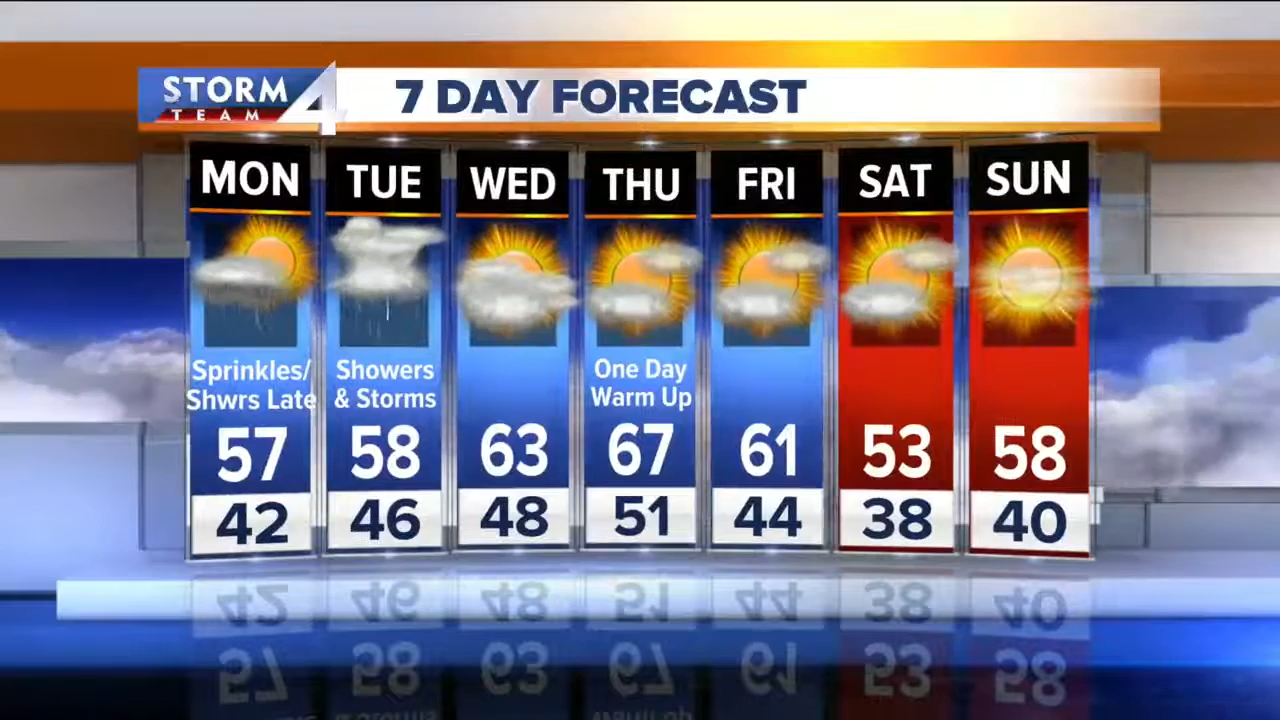 STORM TEAM 4
7 DAY FORECAST
MON TUE WED THU FRI SAT SUN
Sprinkles/ Showers One Day
Shwrs Late & Storms Warm Up
57 58 63 67 61 53 58
42 46 48 51 44 38 40